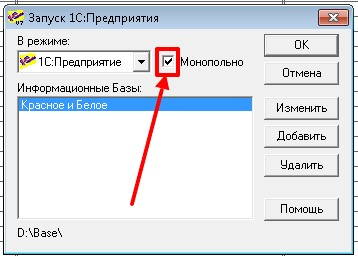 Запуск 1С:Предприятия
В режиме:
1С:Предприятие
Монопольно
OK
Отмена
Информационные Базы:
Красное и Белое
Изменить
Добавить
Удалить
Помощь
D:\Base\